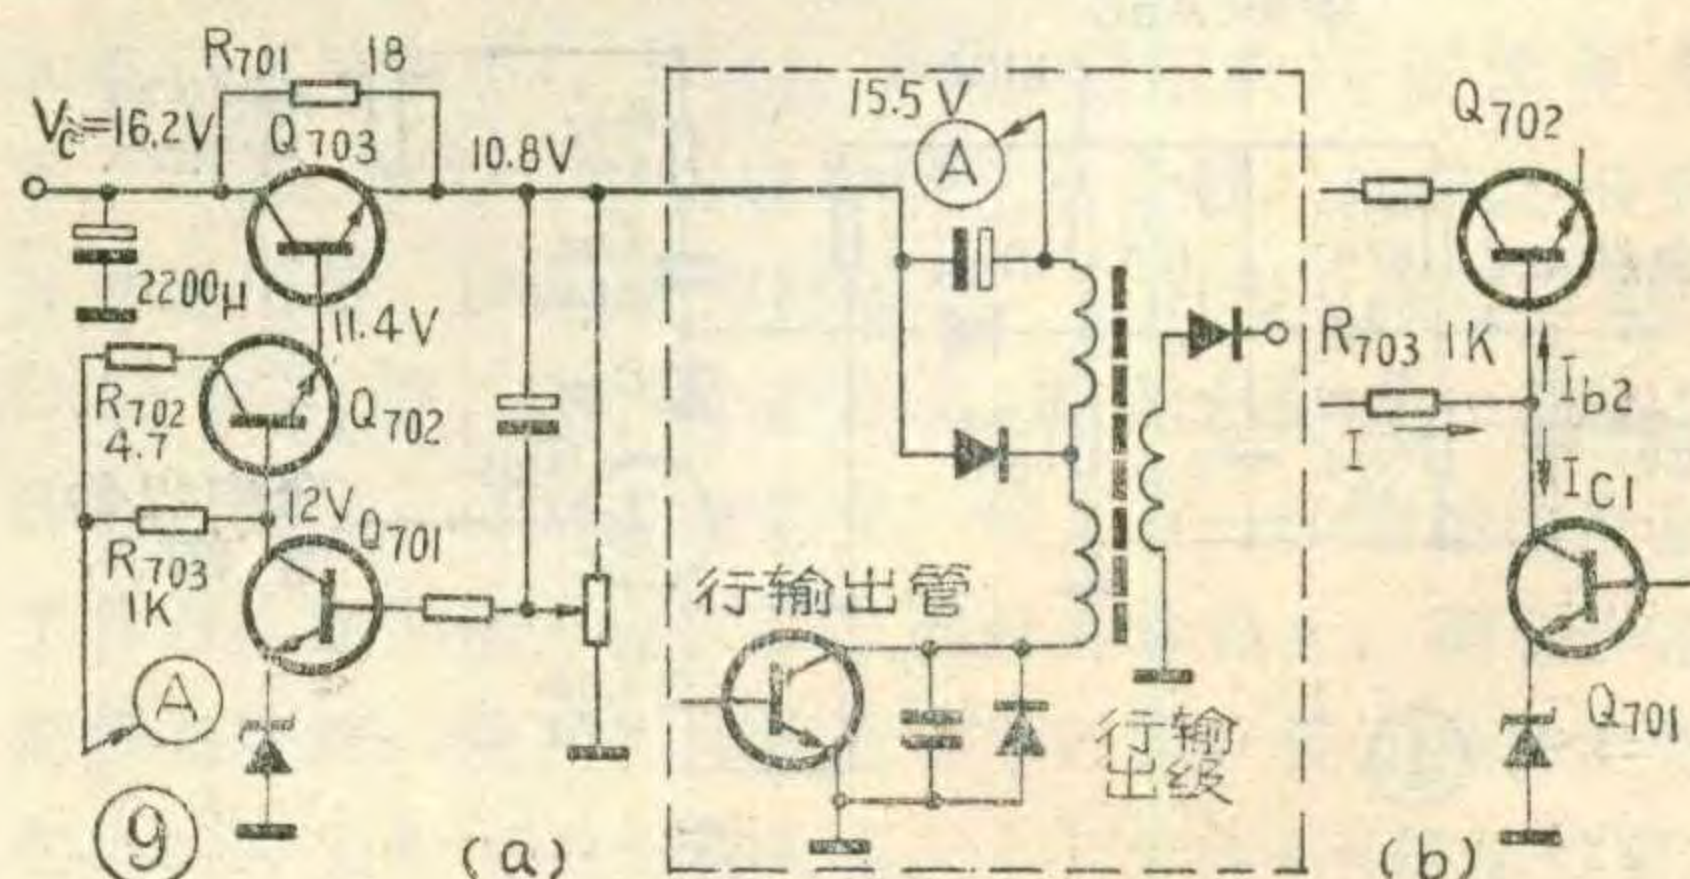 R701 18
VC=16.2V
Q703
10.8V
2200μ
11.4V
R702
4.7
Q702
12V
Q701
R703
1K
A
9
(a)
15.5V
A
行输出管
行输
出级
Q702
R703 1K
Ib2
I
IC1
Q701
(b)